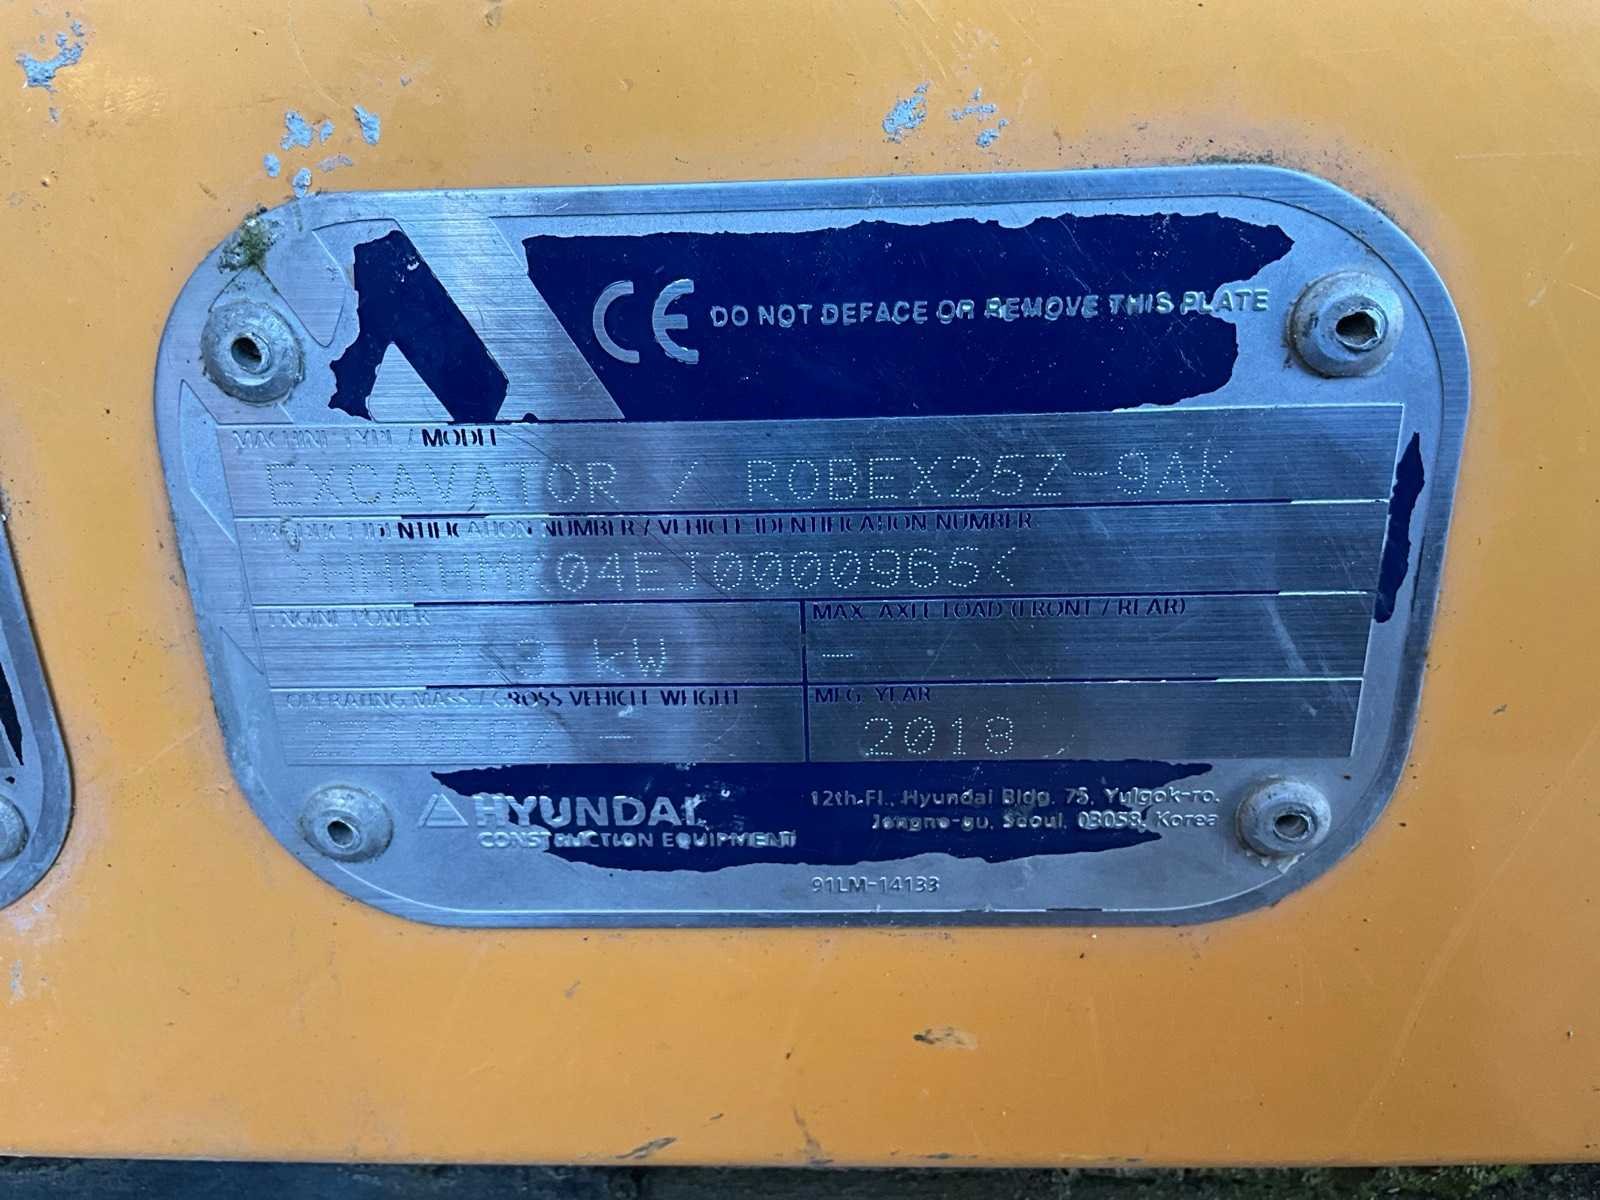 CE DO NOT DEFACE OR REMOVE THIS PLATE
MACHINE TYPE / MODEL
EXCAVATOR / ROBEX25Z-9AK
PRODUCT IDENTIFICATION NUMBER / VEHICLE IDENTIFICATION NUMBER
ENGINE POWER
kW
MAX. AXLE LOAD (FRONT / REAR)
-
OPERATING MASS / GROSS VEHICLE WEIGHT
MFG. YEAR
2018
HYUNDAI
CONSTRUCTION EQUIPMENT
12th Fl., Hyundai Bldg. 75, Yulgok-ro,
Jongno-gu, Seoul, 03058, Korea
91LM-14133